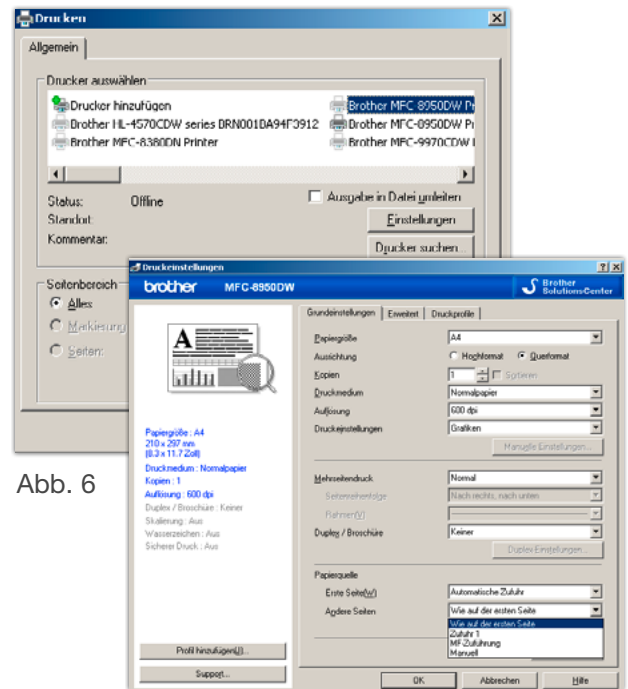 Drucken
Allgemein
Drucker auswählen
Drucker hinzufügen
Brother HL-4570CDW series BRN001BA94F3912
Brother MFC-8380DN Printer
Brother MFC 8950DW Pr
Brother MFC-8950DW Pr
Brother MFC-9970CDW
Status: Offline
Standort:
Kommentar:
Ausgabe in Datei umleiten
Einstellungen
Drucker suchen...
Seitenbereich
Alles
Markierung
Seiten:
Abb. 6
Druckeinstellungen
brother MFC-8950DW
Brother
SolutionsCenter
Papiergröße : A4
210 x 297 mm
(8.3 x 11.7 Zoll)
Druckmedium : Normalpapier
Kopien : 1
Auflösung : 600 dpi
Duplex / Broschüre : Keiner
Skalierung : Aus
Wasserzeichen : Aus
Sicherer Druck : Aus
Profil hinzufügen(J)...
Support...
Grundeinstellungen Erweitert Druckprofile
Papiergröße A4
Ausrichtung Hochformat Querformat
Kopien 1 Sortieren
Druckmedium Normalpapier
Auflösung 600 dpi
Druckeinstellungen Grafiken
Manuelle Einstellungen...
Mehrseitendruck Normal
Seitenreihenfolge Nach rechts, nach unten
Rahmen(V)
Duplex / Broschüre Keiner
Duplex-Einstellungen...
Papierquelle
Erste Seite(W) Automatische Zufuhr
Andere Seiten Wie auf der ersten Seite
Wie auf der ersten Seite
Zufuhr 1
MF-Zuführung
Manuell
OK Abbrechen Hilfe